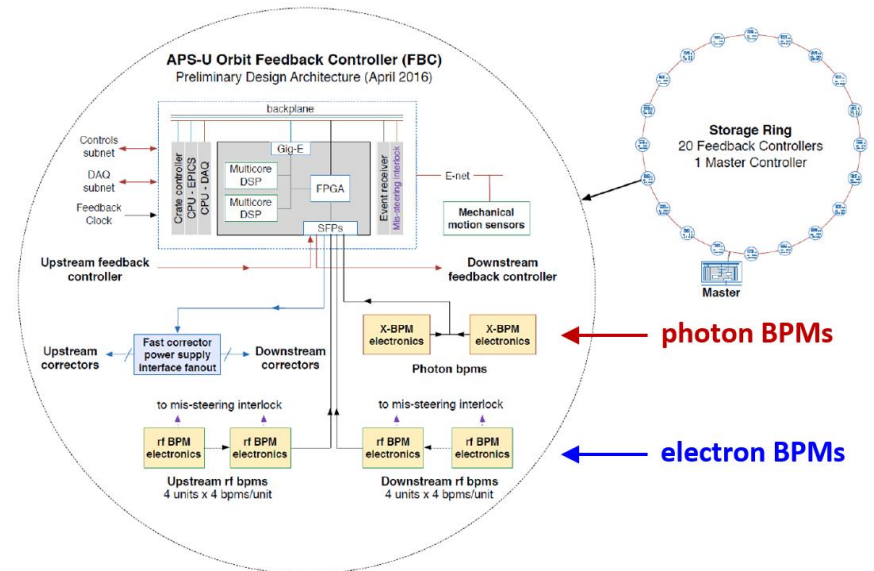 APS-U Orbit Feedback Controller (FBC)
Preliminary Design Architecture (April 2016)
backplane
Controls
subnet
DAQ
subnet
Feedback
Clock
Crate controller
CPU - EPICS
CPU - DAQ
Gig-E
Multicore
DSP
Multicore
DSP
FPGA
SFPs
Event receiver
Mis-steering interlock
E-net
Mechanical
motion sensors
Upstream feedback
controller
Downstream
feedback controller
Upstream
correctors
Fast corrector
power supply
interface fanout
Downstream
correctors
X-BPM
electronics
X-BPM
electronics
Photon bpms
to mis-steering interlock
to mis-steering interlock
rf BPM
electronics
rf BPM
electronics
rf BPM
electronics
rf BPM
electronics
Upstream rf bpms
4 units x 4 bpms/unit
Downstream rf bpms
4 units x 4 bpms/unit
Storage Ring
20 Feedback Controllers
1 Master Controller
Master
photon BPMs
electron BPMs